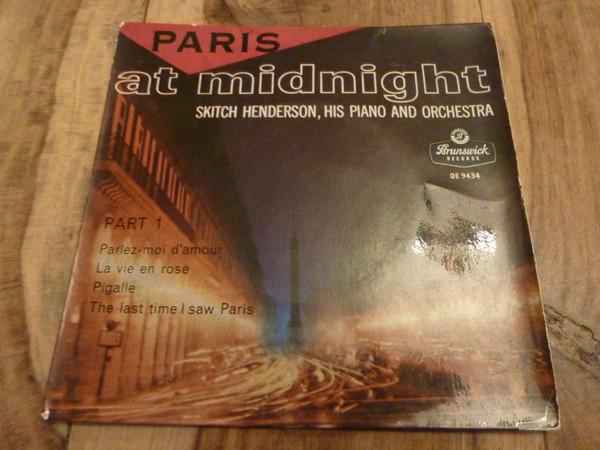 PARIS
at midnight
SKITCH HENDERSON, HIS PIANO AND ORCHESTRA
Brunswick
RECORDS
OE 9434
PART 1
Parlez-moi d'amour
La vie en rose
Pigalle
The last time I saw Paris